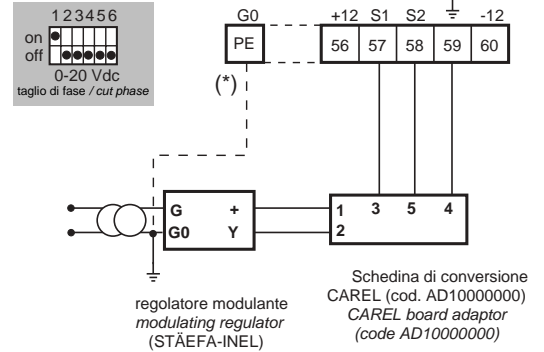 1 2 3 4 5 6
on
off
0-20 Vdc
taglio di fase / cut phase
G0 +12 S1 S2 -12
PE 56 57 58 59 60
(*)
G + 1 3 5 4
G0 Y 2
regolatore modulante
modulating regulator
(STÄEFA-INEL)
Schedina di conversione
CAREL (cod. AD10000000)
CAREL board adaptor
(code AD10000000)